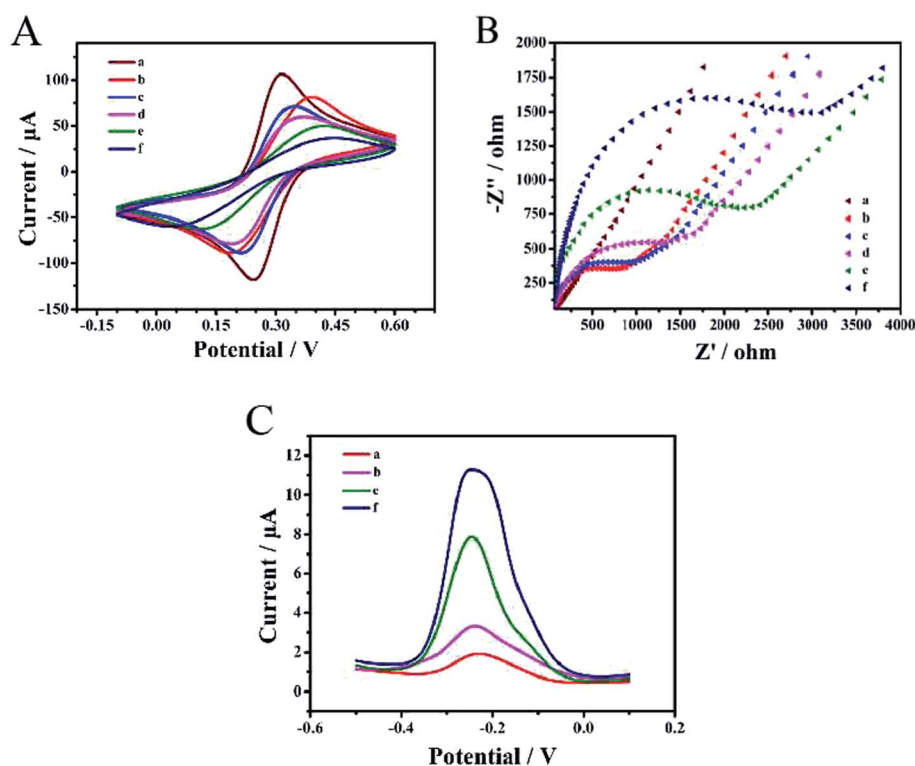 A
Current / µA
100
50
0
-50
-100
-150
a
b
c
d
e
f
-0.15 0.00 0.15 0.30 0.45 0.60
Potential / V
B
-Z'' / ohm
2000
1750
1500
1250
1000
750
500
250
a
b
c
d
e
f
500 1000 1500 2000 2500 3000 3500 4000
Z' / ohm
C
Current / µA
12
10
8
6
4
2
0
a
b
e
f
-0.6 -0.4 -0.2 0.0 0.2
Potential / V